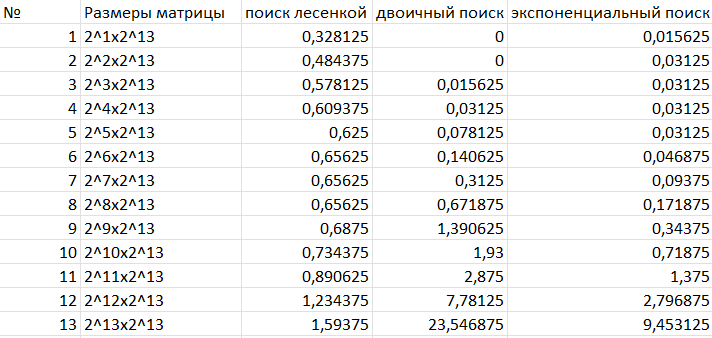 № Размеры матрицы поиск лесенкой двоичный поиск экспоненциальный поиск
1 2^1x2^13 0,328125 0 0,015625
2 2^2x2^13 0,484375 0 0,03125
3 2^3x2^13 0,578125 0,015625 0,03125
4 2^4x2^13 0,609375 0,03125 0,03125
5 2^5x2^13 0,625 0,078125 0,03125
6 2^6x2^13 0,65625 0,140625 0,046875
7 2^7x2^13 0,65625 0,3125 0,09375
8 2^8x2^13 0,65625 0,671875 0,171875
9 2^9x2^13 0,6875 1,390625 0,34375
10 2^10x2^13 0,734375 1,93 0,71875
11 2^11x2^13 0,890625 2,875 1,375
12 2^12x2^13 1,234375 7,78125 2,796875
13 2^13x2^13 1,59375 23,546875 9,453125